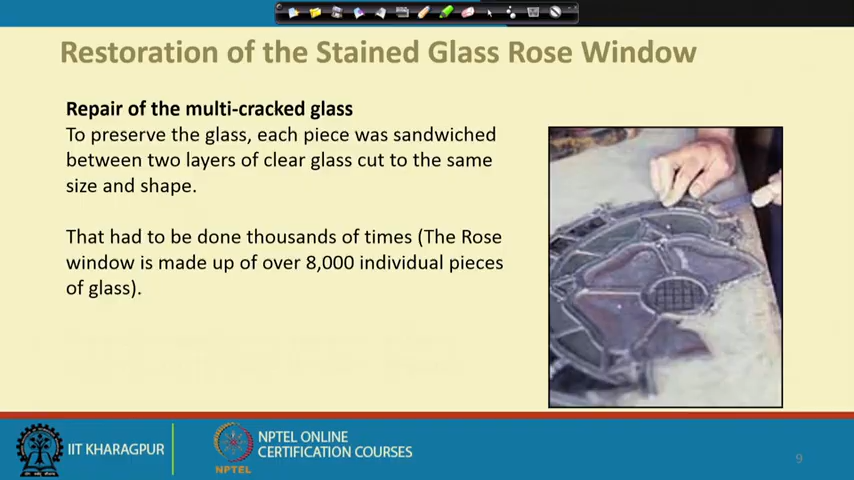 Restoration of the Stained Glass Rose Window
Repair of the multi-cracked glass
To preserve the glass, each piece was sandwiched
between two layers of clear glass cut to the same
size and shape.
That had to be done thousands of times (The Rose
window is made up of over 8,000 individual pieces
of glass).
IIT KHARAGPUR
NPTEL
NPTEL ONLINE
CERTIFICATION COURSES
9